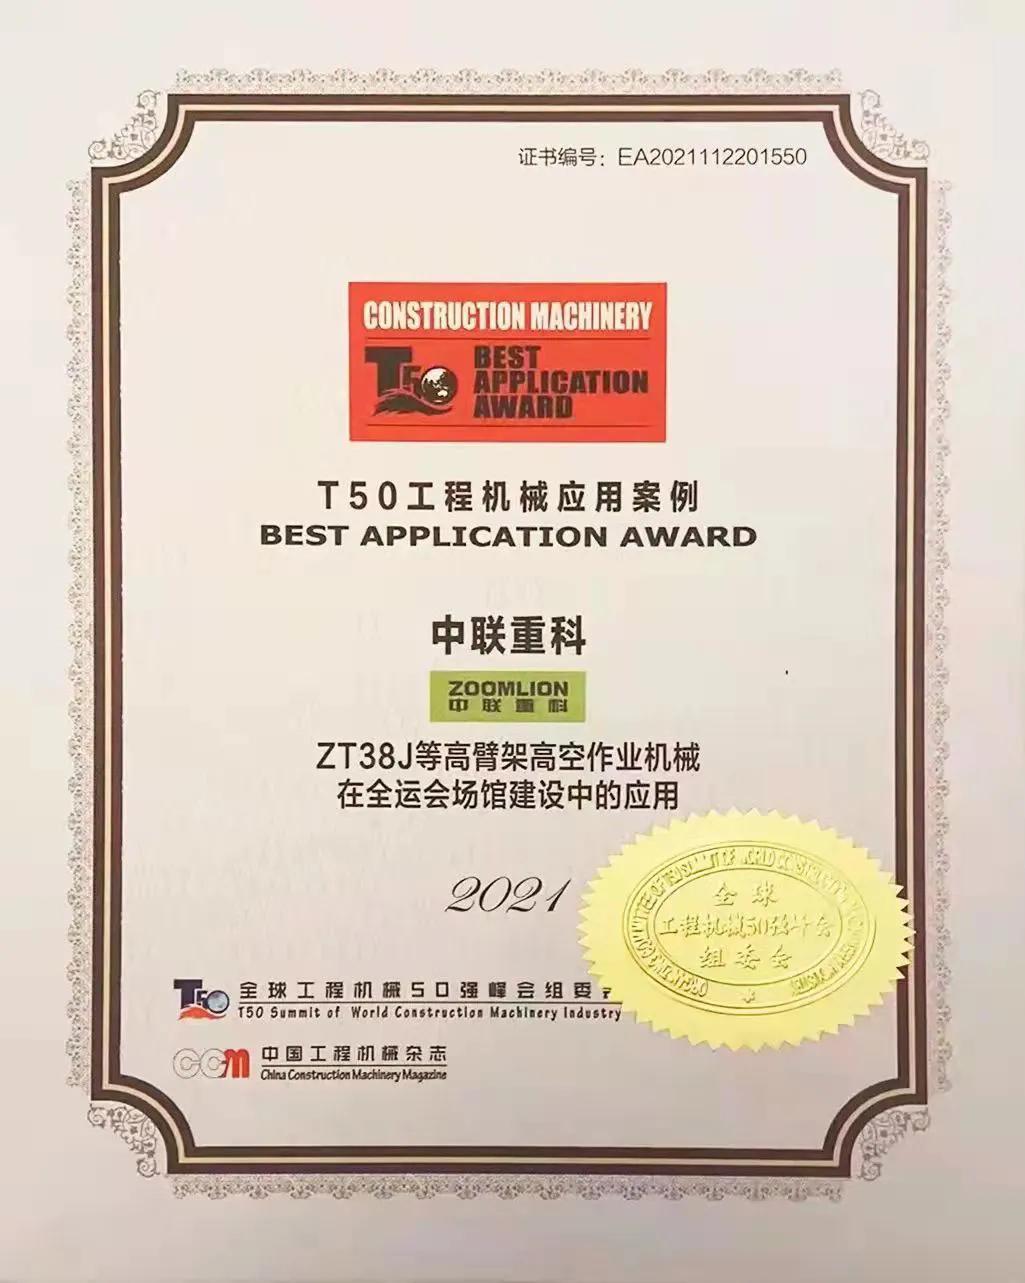 证书编号：EA2021112201550
CONSTRUCTION MACHINERY
T50
BEST
APPLICATION
AWARD
T50工程机械应用案例
BEST APPLICATION AWARD
中联重科
ZOOMLION
中联重科
ZT38J等高臂架高空作业机械
在全运会场馆建设中的应用
2021
全球
工程机械50强峰会
组委会
T50 全球工程机械50强峰会组委
T50 Summit of World Construction Machinery Industry
CCM 中国工程机械杂志
China Construction Machinery Magazine